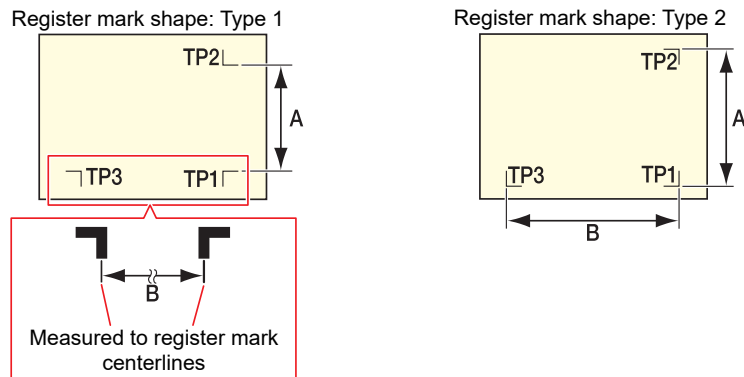 Register mark shape: Type 1
TP2
A
TP3
TP1
B
Measured to register mark
centerlines
Register mark shape: Type 2
TP2
A
TP3
TP1
B